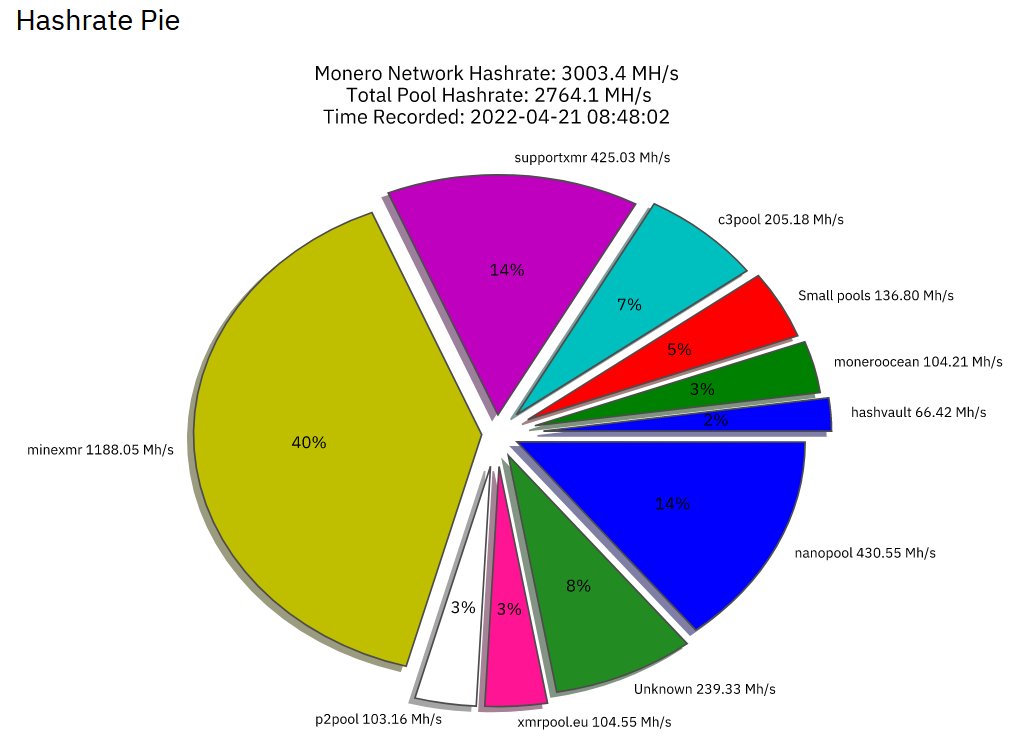 Hashrate Pie
Monero Network Hashrate: 3003.4 MH/s
Total Pool Hashrate: 2764.1 MH/s
Time Recorded: 2022-04-21 08:48:02
supportxmr 425.03 Mh/s
c3pool 205.18 Mh/s
14%
Small pools 136.80 Mh/s
7%
5%
moneroocean 104.21 Mh/s
3%
hashvault 66.42 Mh/s
2%
40%
minexmr 1188.05 Mh/s
14%
nanopool 430.55 Mh/s
8%
3%
3%
Unknown 239.33 Mh/s
p2pool 103.16 Mh/s
xmrpool.eu 104.55 Mh/s